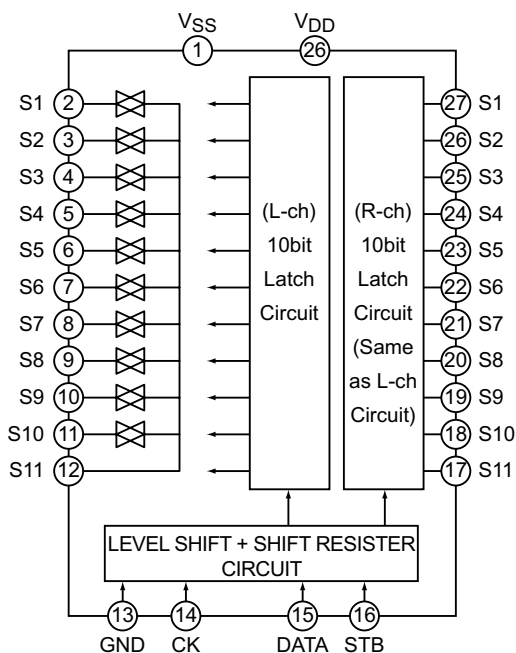 VSS VDD
1 26
S1 2 27 S1
S2 3 26 S2
S3 4 25 S3
S4 5 24 S4
S5 6 23 S5
S6 7 22 S6
S7 8 21 S7
S8 9 20 S8
S9 10 19 S9
S10 11 18 S10
S11 12 17 S11
(L-ch)
10bit
Latch
Circuit
(R-ch)
10bit
Latch
Circuit
(Same
as L-ch
Circuit)
LEVEL SHIFT + SHIFT RESISTER
CIRCUIT
13 14 15 16
GND CK DATA STB